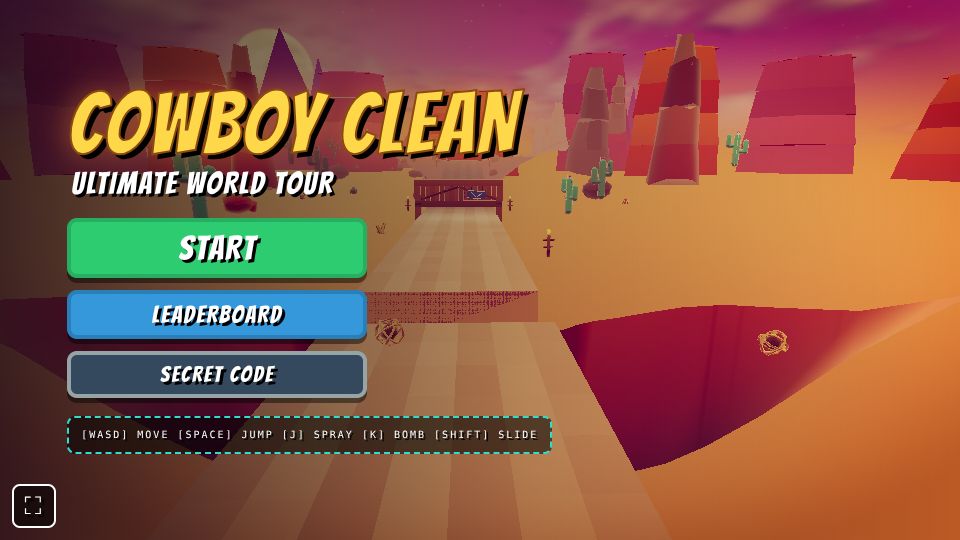 COWBOY CLEAN
ULTIMATE WORLD TOUR
START
LEADERBOARD
SECRET CODE
[WASD] MOVE [SPACE] JUMP [J] SPRAY [K] BOMB [SHIFT] SLIDE